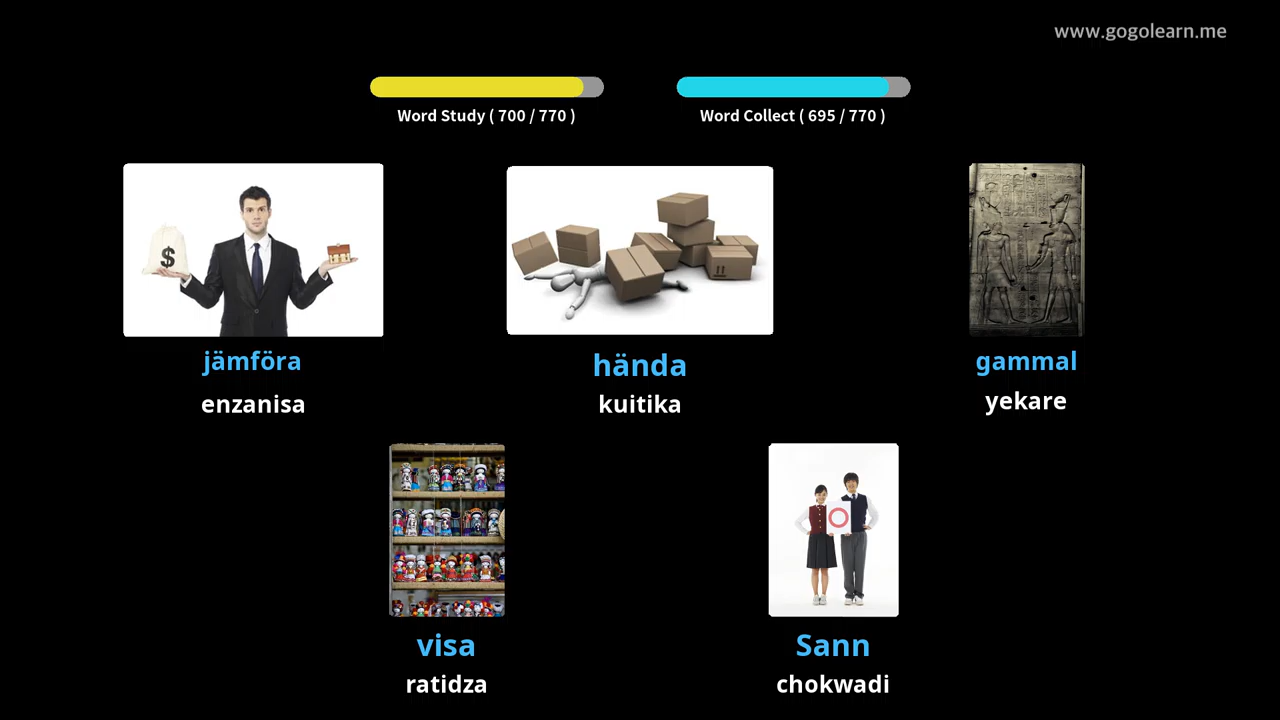 www.gogolearn.me
Word Study ( 700 / 770 )
Word Collect ( 695 / 770 )
jämföra
enzanisa
hända
kuitika
gammal
yekare
$
visa
ratidza
Sann
chokwadi